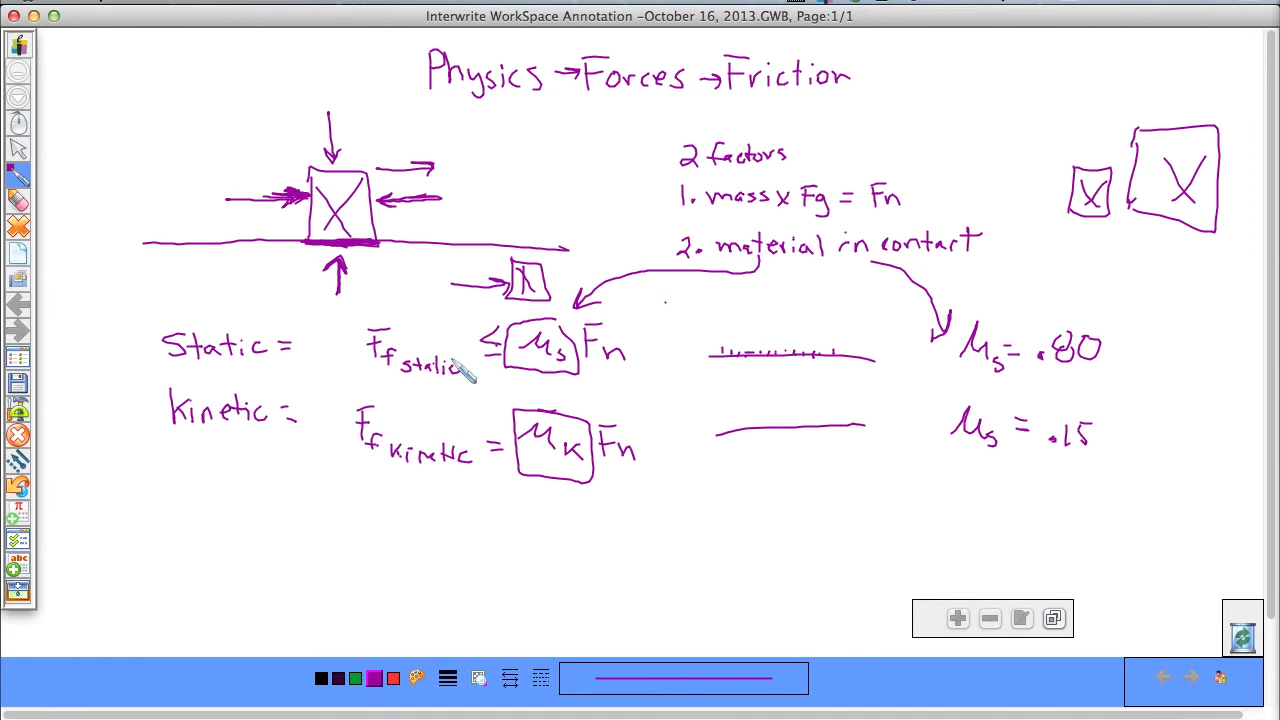 Interwrite WorkSpace Annotation –October 16, 2013.GWB, Page:1/1
Physics → Forces → Friction
2 factors
1. mass x Fg = Fn
2. material in contact
X
X
X
X
Static = Ff static ≤ μs Fn
μs = .80
Kinetic = Ff Kinetic = μK Fn
μs = .15
π
abc